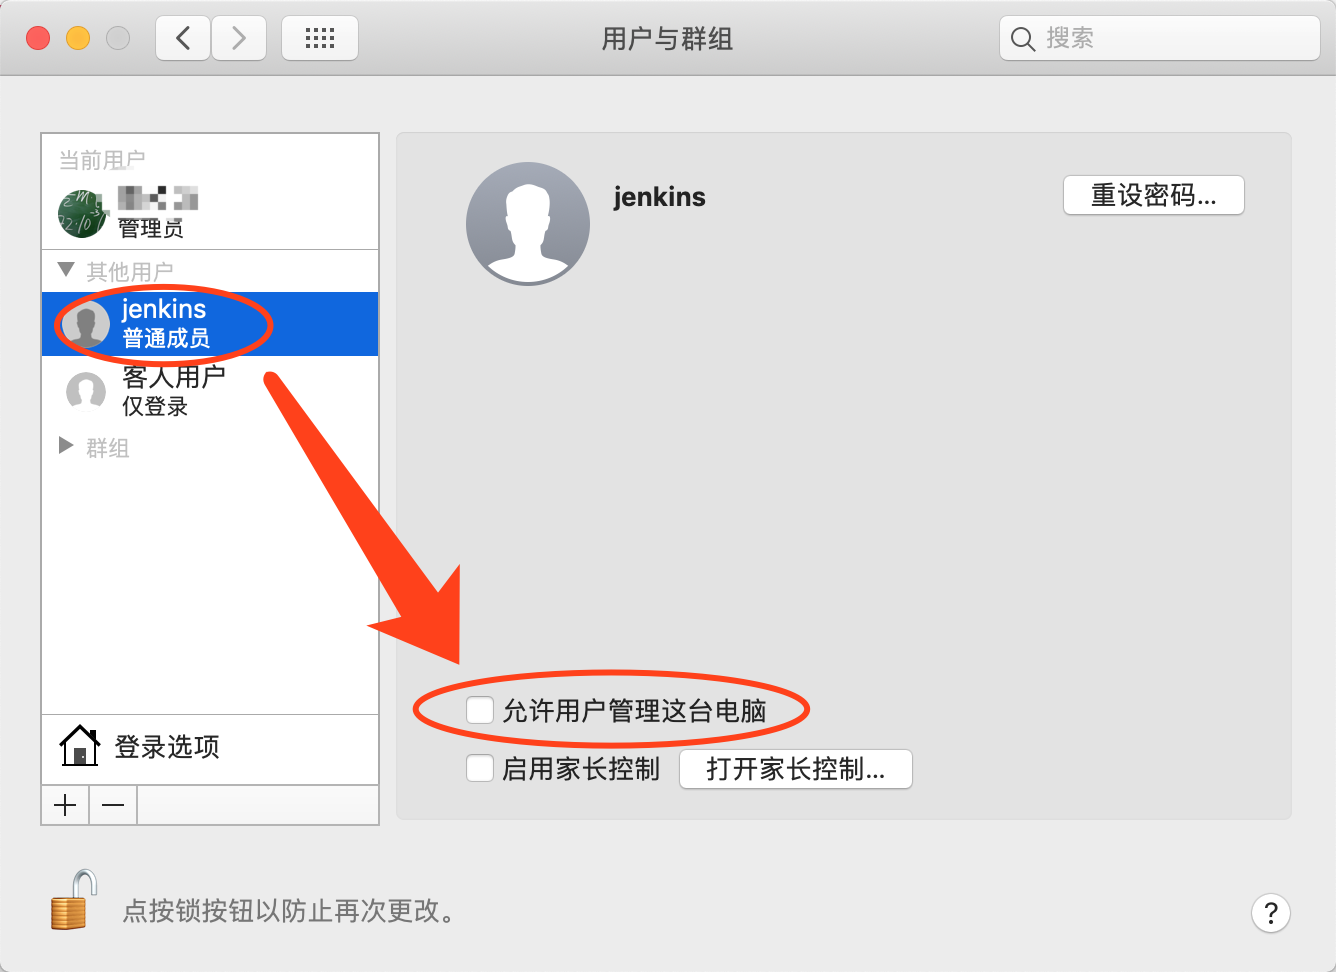 用户与群组
搜索
当前用户
管理员
其他用户
jenkins
普通成员
客人用户
仅登录
群组
登录选项
jenkins
重设密码...
允许用户管理这台电脑
启用家长控制
打开家长控制...
点按锁按钮以防止再次更改。
?